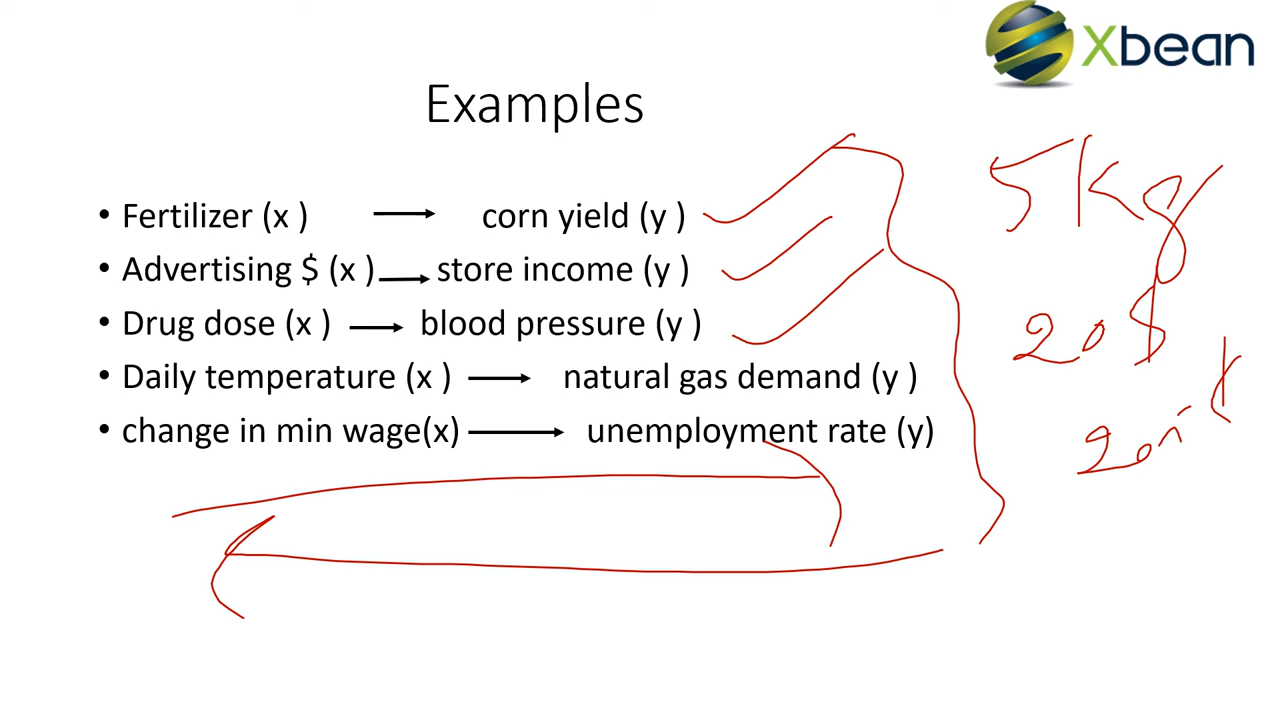 Xbean
Examples
• Fertilizer (x ) → corn yield (y )
• Advertising $ (x ) → store income (y )
• Drug dose (x ) → blood pressure (y )
• Daily temperature (x ) → natural gas demand (y )
• change in min wage(x) → unemployment rate (y)
5Kg
20$